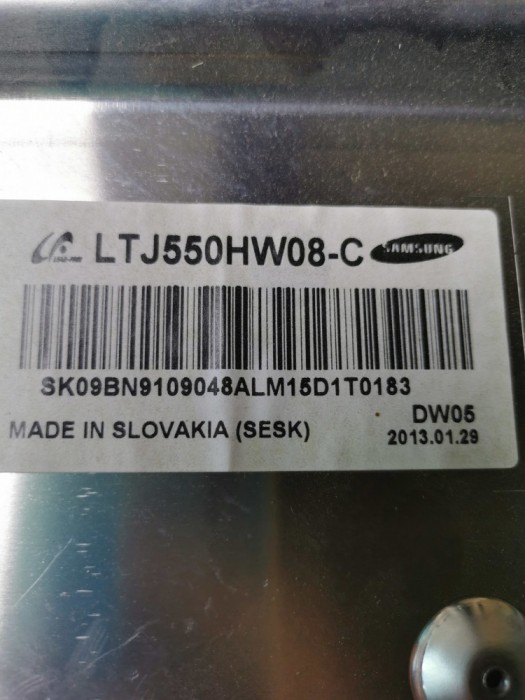 LTJ550HW08-C SAMSUNG
SK09BN9109048ALM15D1T0183
DW05
MADE IN SLOVAKIA (SESK)
2013.01.29